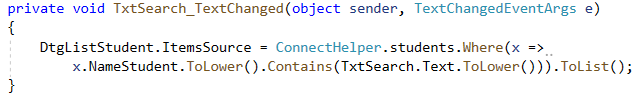 private void TxtSearch_TextChanged(object sender, TextChangedEventArgs e)
{
DtgListStudent.ItemsSource = ConnectHelper.students.Where(x =>
x.NameStudent.ToLower().Contains(TxtSearch.Text.ToLower())).ToList();
}